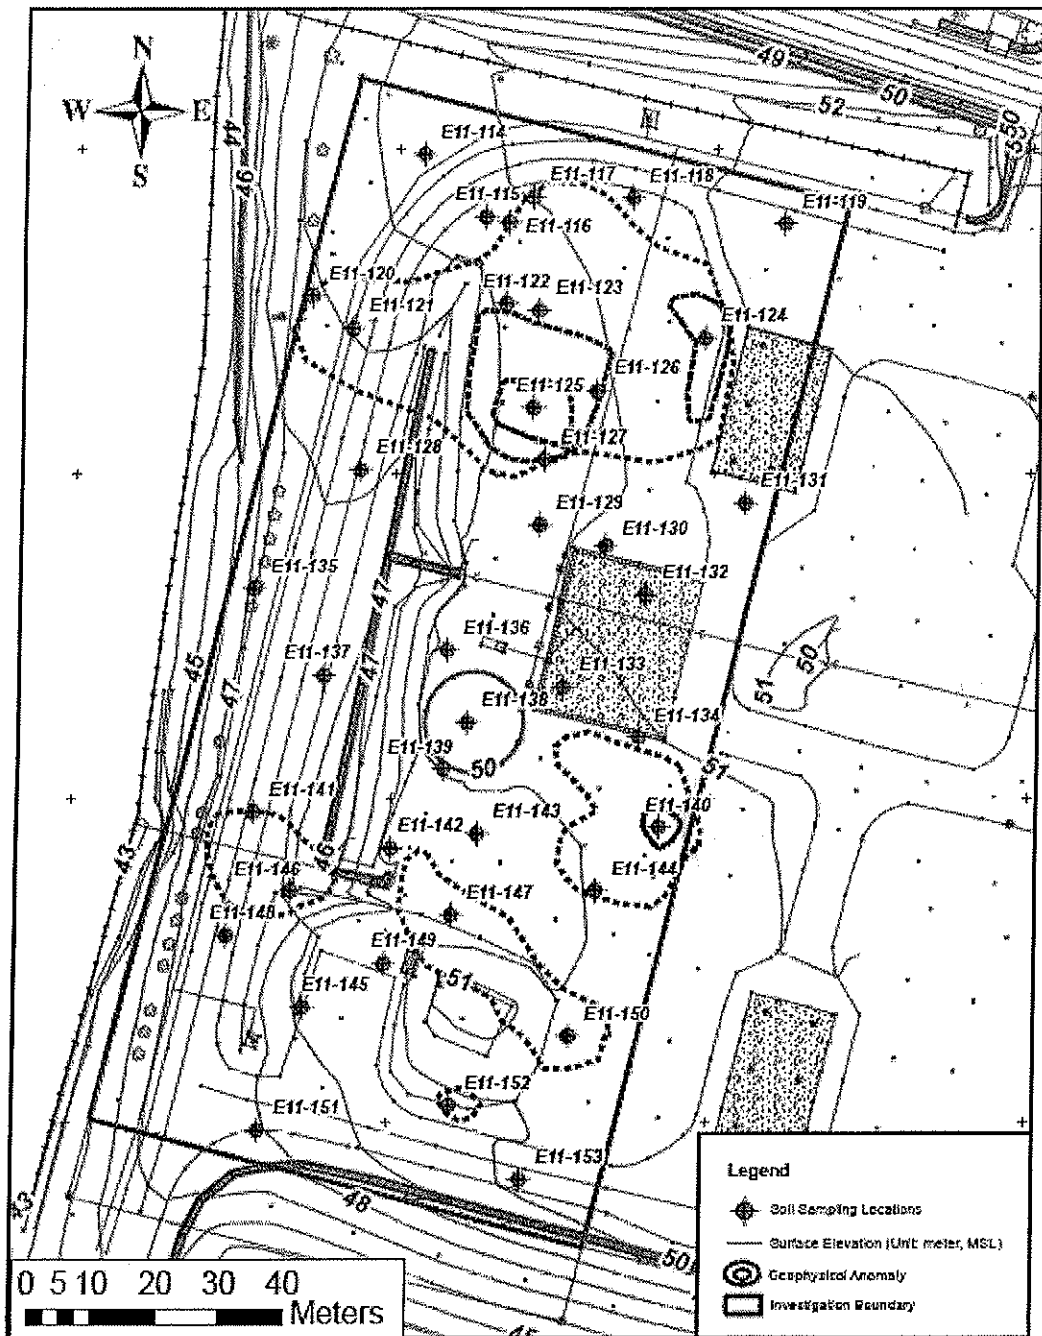 N
W E
S
49
50
52
50
53
44
46
E11-114
E11-117
E11-118
E11-115
E11-119
E11-116
E11-120
E11-122
E11-123
E11-121
E11-124
E11-126
E11-125
E11-127
E11-128
E11-129
E11-131
E11-130
E11-135
E11-132
47
E11-136
E11-137
47
E11-133
50
51
45
47
E11-138
E11-134
E11-139
50
51
E11-141
E11-143
E11-140
E11-142
43
46
E11-146
E11-144
E11-147
E11-148
E11-149
51
E11-145
E11-150
E11-152
E11-151
E11-153
43
48
50
45
0 5 10 20 30 40
Meters
Legend
Soil Sampling Locations
Surface Elevation (Unit: meter, MSL)
Geophysical Anomaly
Investigation Boundary